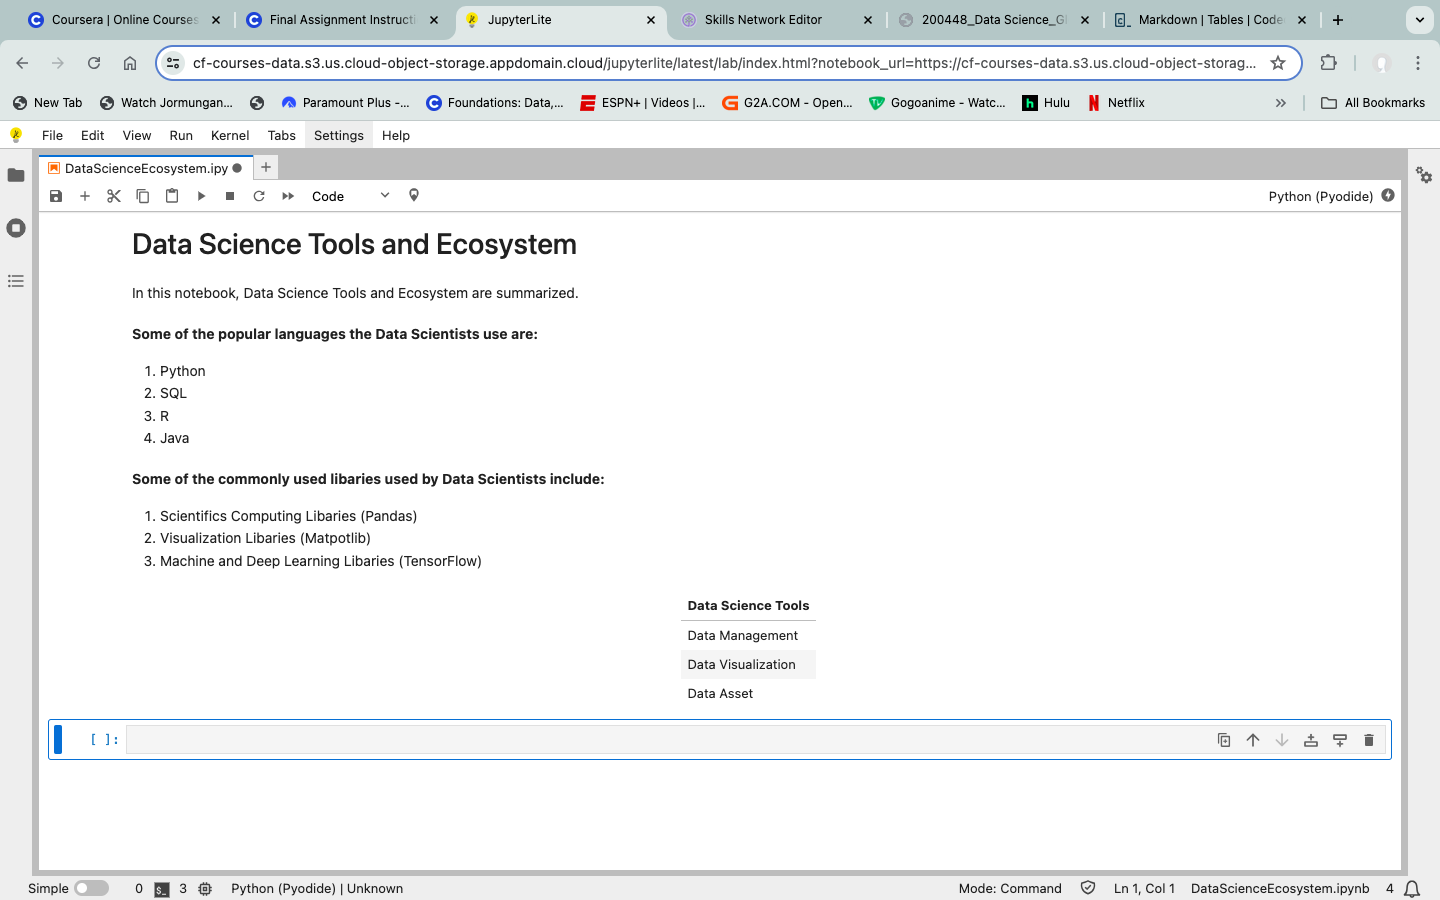 Coursera | Online Courses
Final Assignment Instructi
JupyterLite
Skills Network Editor
200448_Data Science_Gl
Markdown | Tables | Code
cf-courses-data.s3.us.cloud-object-storage.appdomain.cloud/jupyterlite/latest/lab/index.html?notebook_url=https://cf-courses-data.s3.us.cloud-object-storag...
New Tab
Watch Jormungan...
Paramount Plus -...
Foundations: Data,...
ESPN+ | Videos |...
G2A.COM - Open...
Gogoanime - Watc...
Hulu
Netflix
All Bookmarks
File Edit View Run Kernel Tabs Settings Help
DataScienceEcosystem.ipy
Code
Python (Pyodide)
Data Science Tools and Ecosystem
In this notebook, Data Science Tools and Ecosystem are summarized.
Some of the popular languages the Data Scientists use are:
1. Python
2. SQL
3. R
4. Java
Some of the commonly used libaries used by Data Scientists include:
1. Scientifics Computing Libaries (Pandas)
2. Visualization Libaries (Matpotlib)
3. Machine and Deep Learning Libaries (TensorFlow)
Data Science Tools
Data Management
Data Visualization
Data Asset
[ ]:
Simple 0 $_ 3 Python (Pyodide) | Unknown Mode: Command Ln 1, Col 1 DataScienceEcosystem.ipynb 4